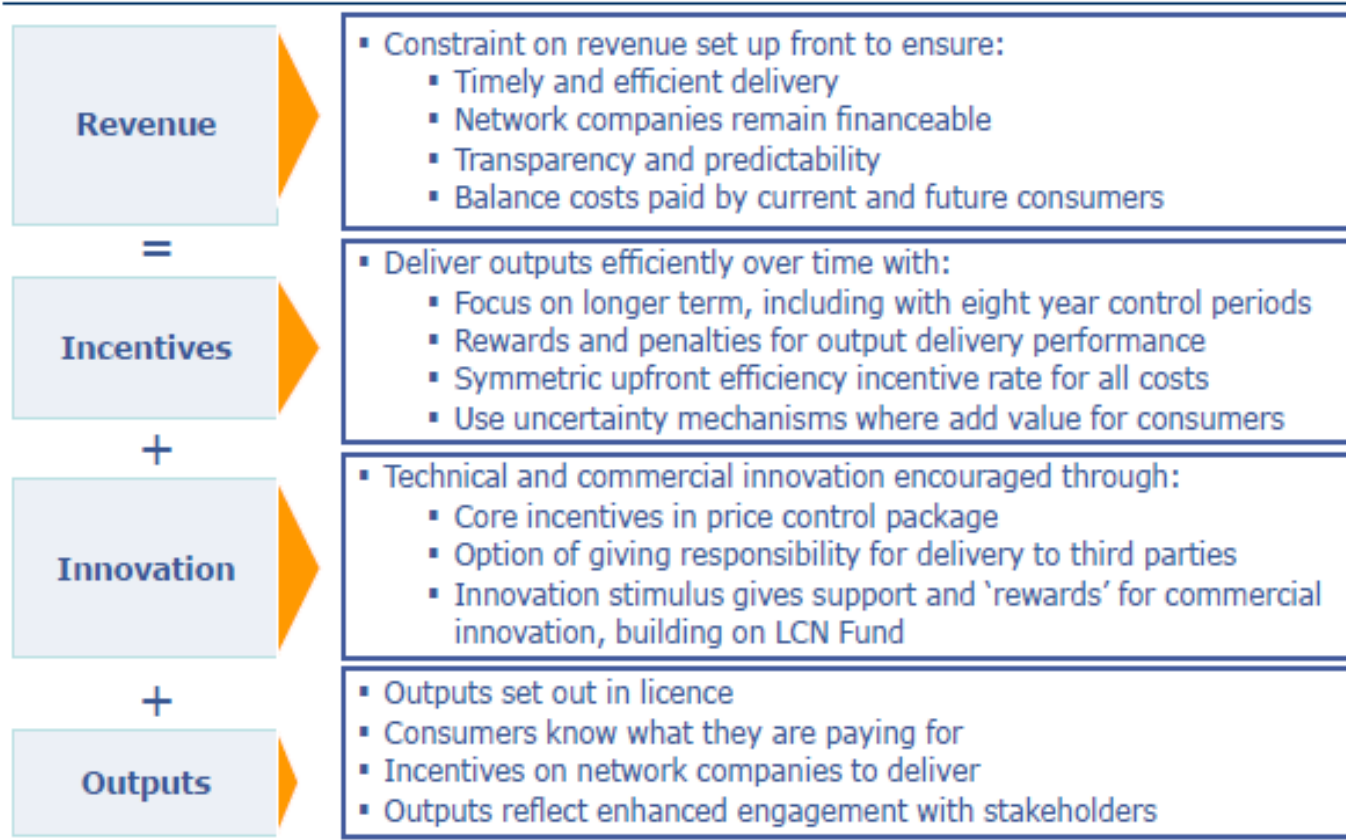 Revenue
▪ Constraint on revenue set up front to ensure:
▪ Timely and efficient delivery
▪ Network companies remain financeable
▪ Transparency and predictability
▪ Balance costs paid by current and future consumers
=
Incentives
▪ Deliver outputs efficiently over time with:
▪ Focus on longer term, including with eight year control periods
▪ Rewards and penalties for output delivery performance
▪ Symmetric upfront efficiency incentive rate for all costs
▪ Use uncertainty mechanisms where add value for consumers
+
Innovation
▪ Technical and commercial innovation encouraged through:
▪ Core incentives in price control package
▪ Option of giving responsibility for delivery to third parties
▪ Innovation stimulus gives support and ‘rewards’ for commercial
innovation, building on LCN Fund
+
Outputs
▪ Outputs set out in licence
▪ Consumers know what they are paying for
▪ Incentives on network companies to deliver
▪ Outputs reflect enhanced engagement with stakeholders